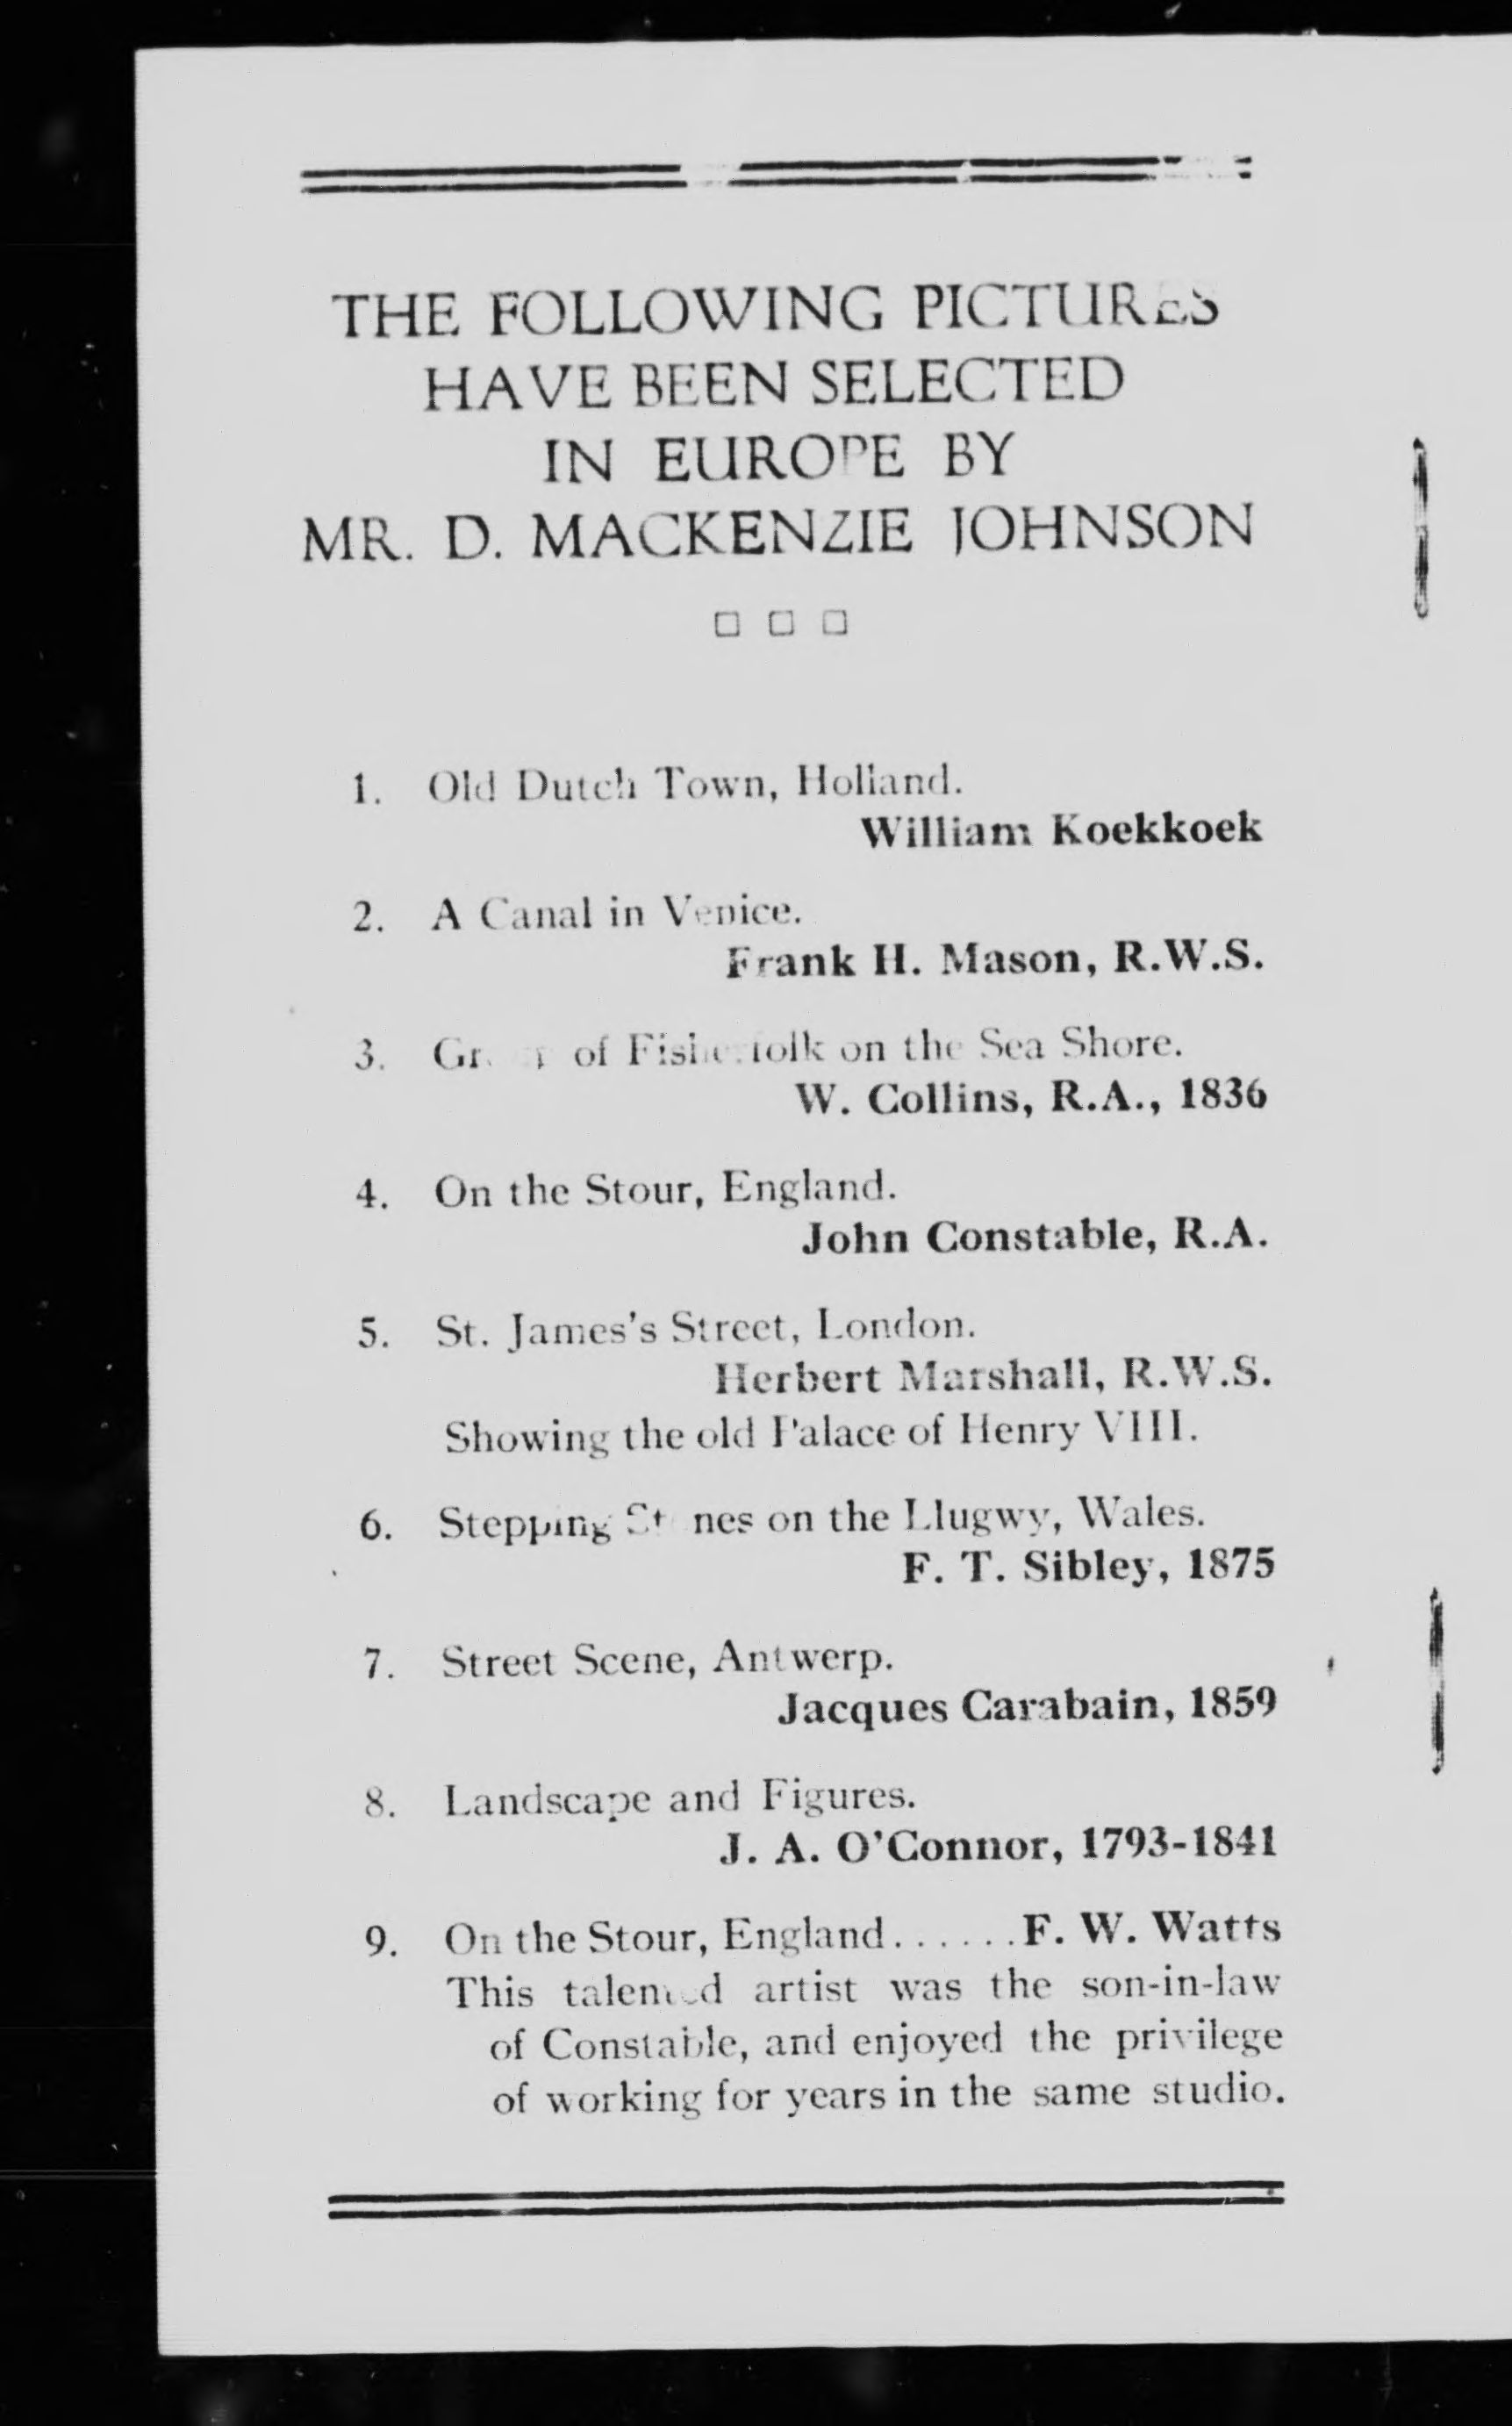 THE FOLLOWING PICTURES
HAVE BEEN SELECTED
IN EUROPE BY
MR. D. MACKENZIE JOHNSON
□ □ □
1. Old Dutch Town, Holland.
William Koekkoek
2. A Canal in Venice.
Frank H. Mason, R.W.S.
3. of Fisherfolk on the Sea Shore.
W. Collins, R.A., 1836
4. On the Stour, England.
John Constable, R.A.
5. St. James's Street, London.
Herbert Marshall, R.W.S.
Showing the old Palace of Henry VIII.
6. Stepping Stones on the Llugwy, Wales.
F. T. Sibley, 1875
7. Street Scene, Antwerp.
Jacques Carabain, 1859
8. Landscape and Figures.
J. A. O'Connor, 1793-1841
9. On the Stour, England......F. W. Watts
This talented artist was the son-in-law
of Constable, and enjoyed the privilege
of working for years in the same studio.